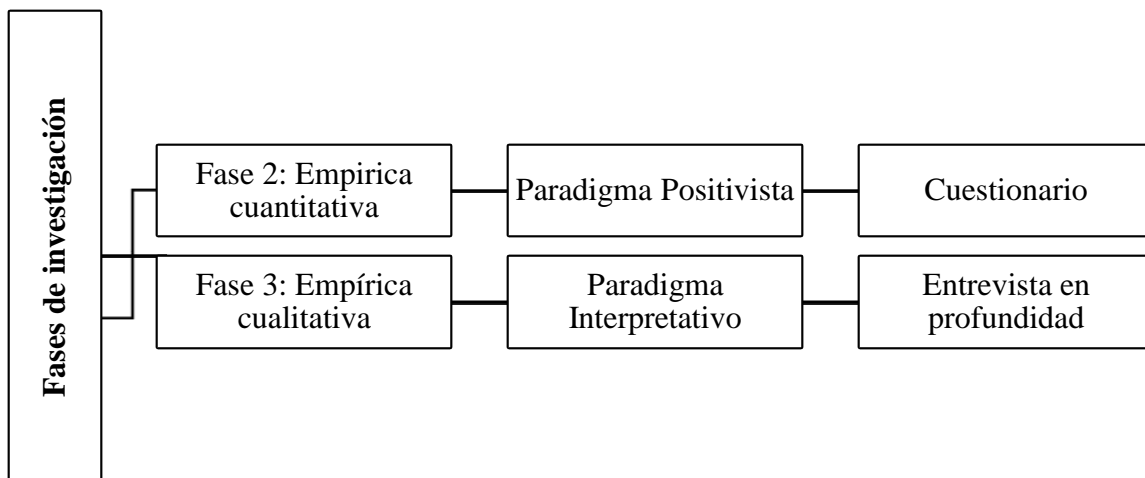 Fases de investigación
Fase 2: Empirica
cuantitativa
Paradigma Positivista
Cuestionario
Fase 3: Empírica
cualitativa
Paradigma
Interpretativo
Entrevista en
profundidad